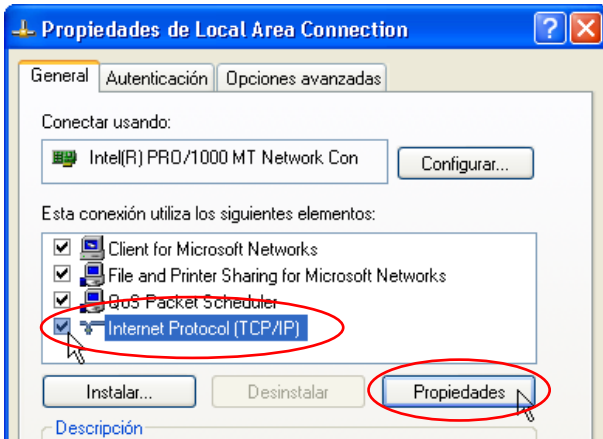 Propiedades de Local Area Connection
General Autenticación Opciones avanzadas
Conectar usando:
Intel(R) PRO/1000 MT Network Con Configurar...
Esta conexión utiliza los siguientes elementos:
Client for Microsoft Networks
File and Printer Sharing for Microsoft Networks
QoS Packet Scheduler
Internet Protocol (TCP/IP)
Instalar... Desinstalar Propiedades
Descripción